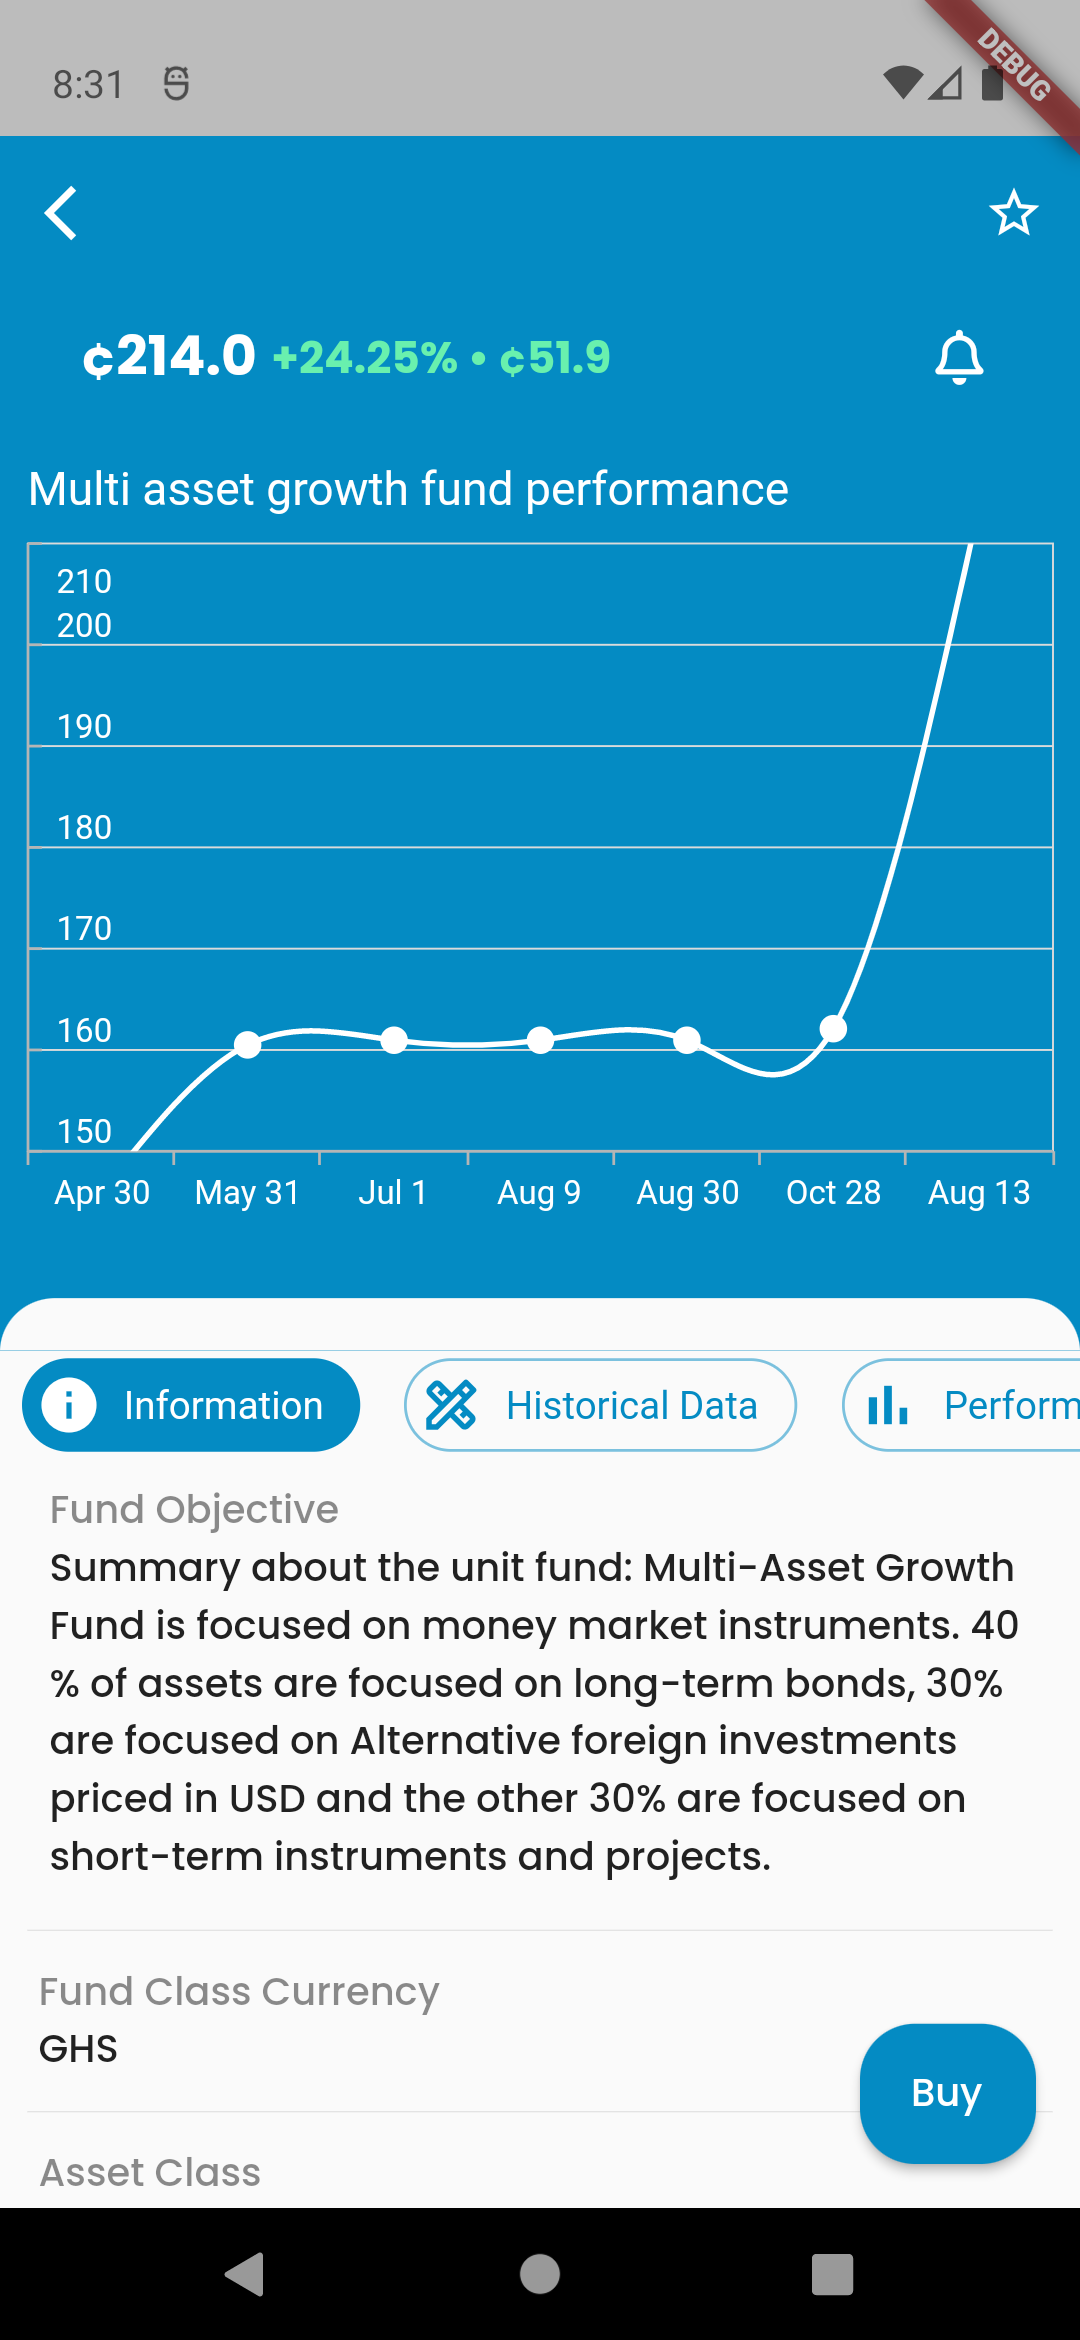 8:31
DEBUG
¢214.0 +24.25% • ¢51.9
Multi asset growth fund performance
210
200
190
180
170
160
150
Apr 30 May 31 Jul 1 Aug 9 Aug 30 Oct 28 Aug 13
Information Historical Data Perform
Fund Objective
Summary about the unit fund: Multi-Asset Growth
Fund is focused on money market instruments. 40
% of assets are focused on long-term bonds, 30%
are focused on Alternative foreign investments
priced in USD and the other 30% are focused on
short-term instruments and projects.
Fund Class Currency
GHS
Buy
Asset Class